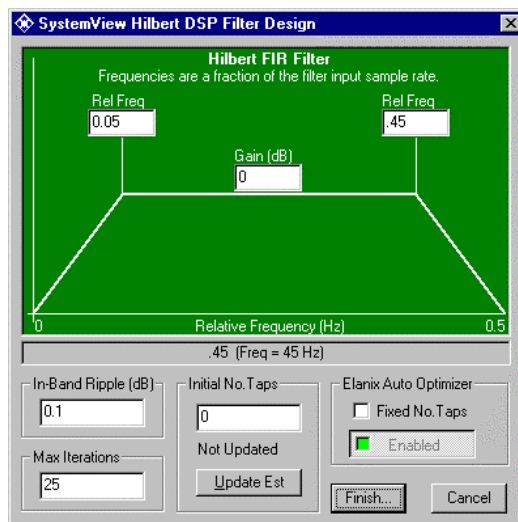 SystemView Hilbert DSP Filter Design
Hilbert FIR Filter
Frequencies are a fraction of the filter input sample rate.
Rel Freq
0.05
Rel Freq
.45
Gain (dB)
0
0
Relative Frequency (Hz)
0.5
.45 (Freq = 45 Hz)
In-Band Ripple (dB)
0.1
Max Iterations
25
Initial No. Taps
0
Not Updated
Update Est
Elanix Auto Optimizer
Fixed No. Taps
Enabled
Finish...
Cancel